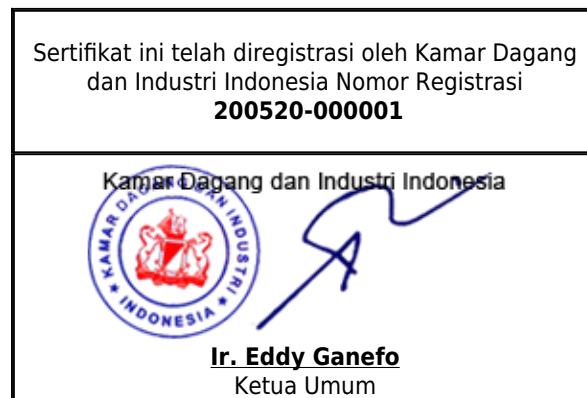 Sertifikat ini telah diregistrasi oleh Kamar Dagang
dan Industri Indonesia Nomor Registrasi
200520-000001
Kamar Dagang dan Industri Indonesia
KAMAR DAGANG DAN INDUSTRI
INDONESIA
Ir. Eddy Ganefo
Ketua Umum